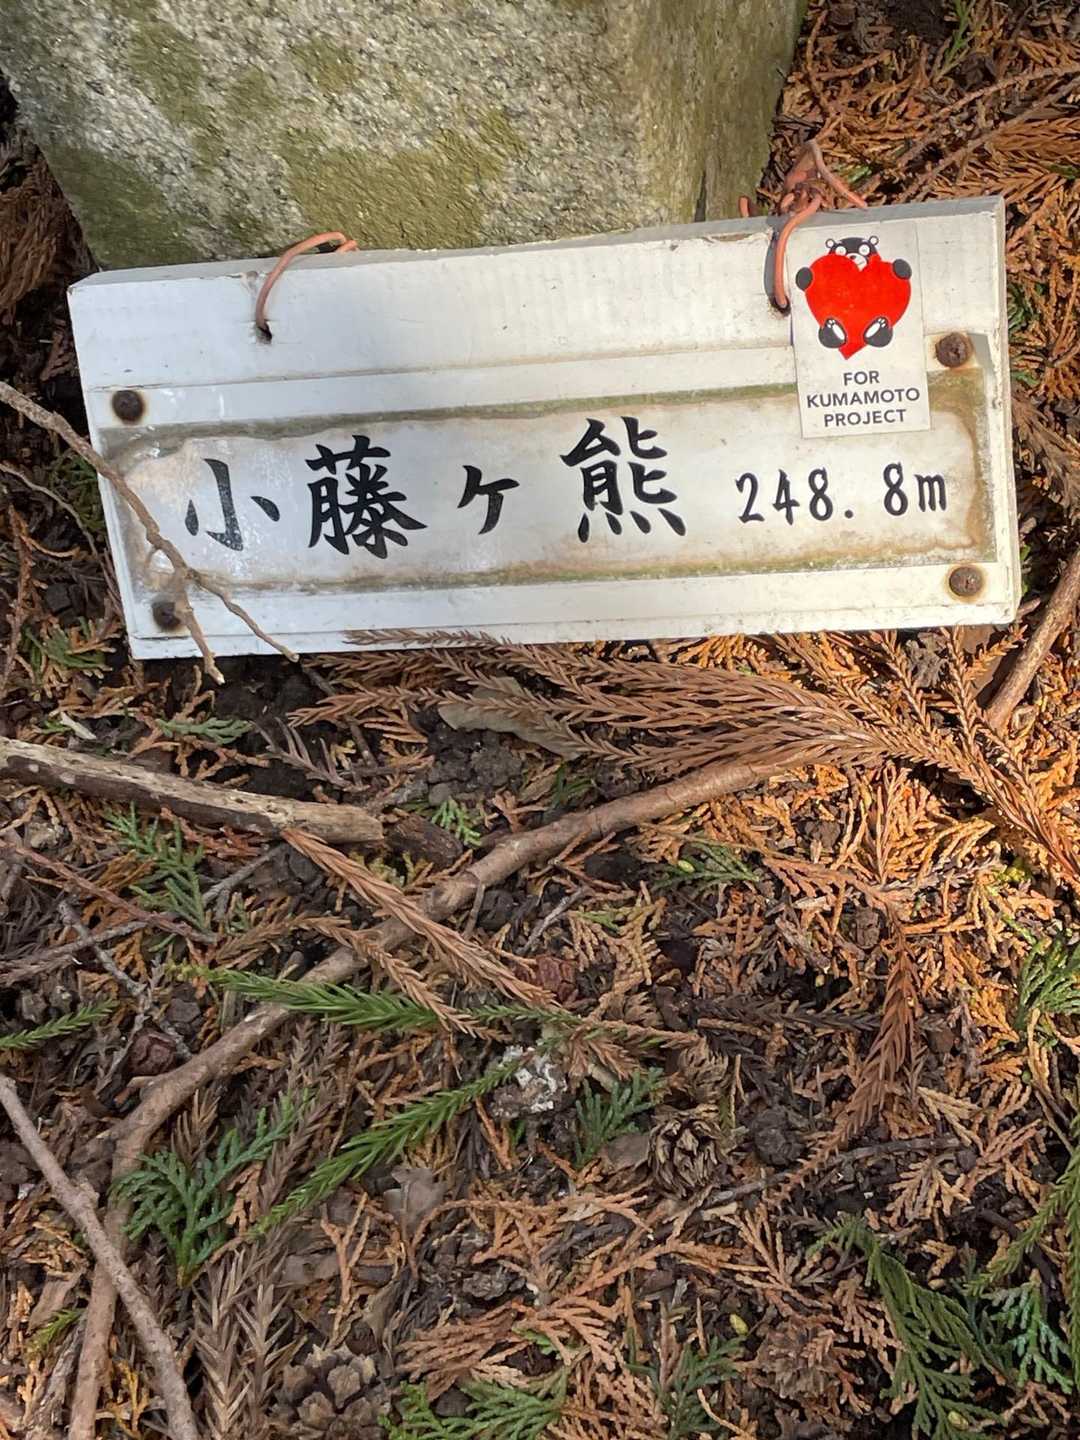 FOR
KUMAMOTO
PROJECT
小藤ヶ熊 248.8m